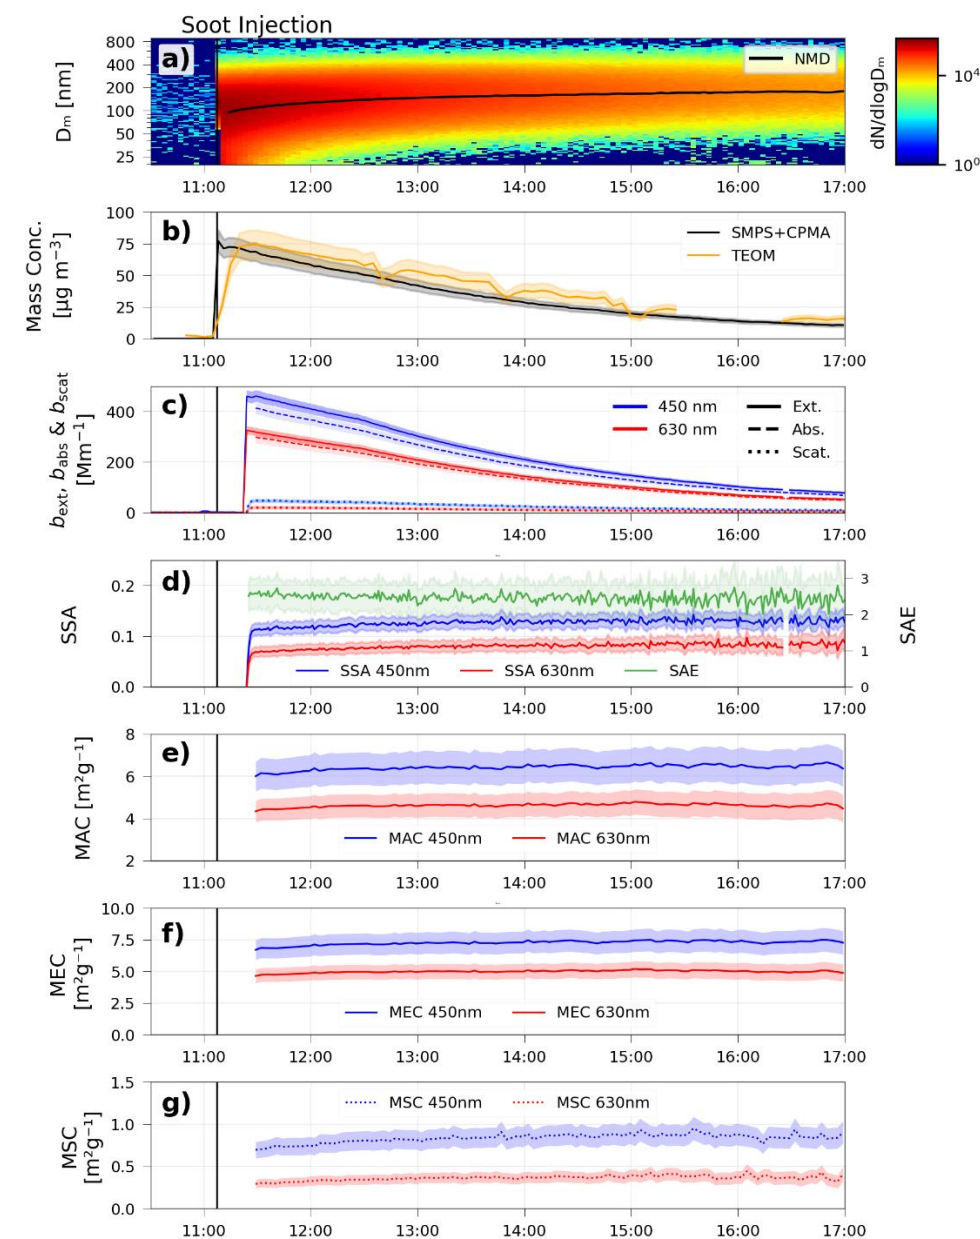 Soot Injection
a)
NMD
800
400
200
100
50
25
Dₘ [nm]
10⁴
10⁰
dN/dlogDₘ
11:00 12:00 13:00 14:00 15:00 16:00 17:00
b)
SMPS+CPMA
TEOM
100
75
50
25
0
Mass Conc.
[µg m⁻³]
11:00 12:00 13:00 14:00 15:00 16:00 17:00
c)
450 nm
630 nm
Ext.
Abs.
Scat.
400
200
0
b_ext, b_abs & b_scat
[Mm⁻¹]
11:00 12:00 13:00 14:00 15:00 16:00 17:00
d)
0.2
0.1
0.0
SSA
3
2
1
0
SAE
SSA 450nm SSA 630nm SAE
11:00 12:00 13:00 14:00 15:00 16:00 17:00
e)
8
6
4
2
MAC [m²g⁻¹]
MAC 450nm MAC 630nm
11:00 12:00 13:00 14:00 15:00 16:00 17:00
f)
10.0
7.5
5.0
2.5
0.0
MEC
[m²g⁻¹]
MEC 450nm MEC 630nm
11:00 12:00 13:00 14:00 15:00 16:00 17:00
g)
MSC 450nm MSC 630nm
1.5
1.0
0.5
0.0
MSC
[m²g⁻¹]
11:00 12:00 13:00 14:00 15:00 16:00 17:00